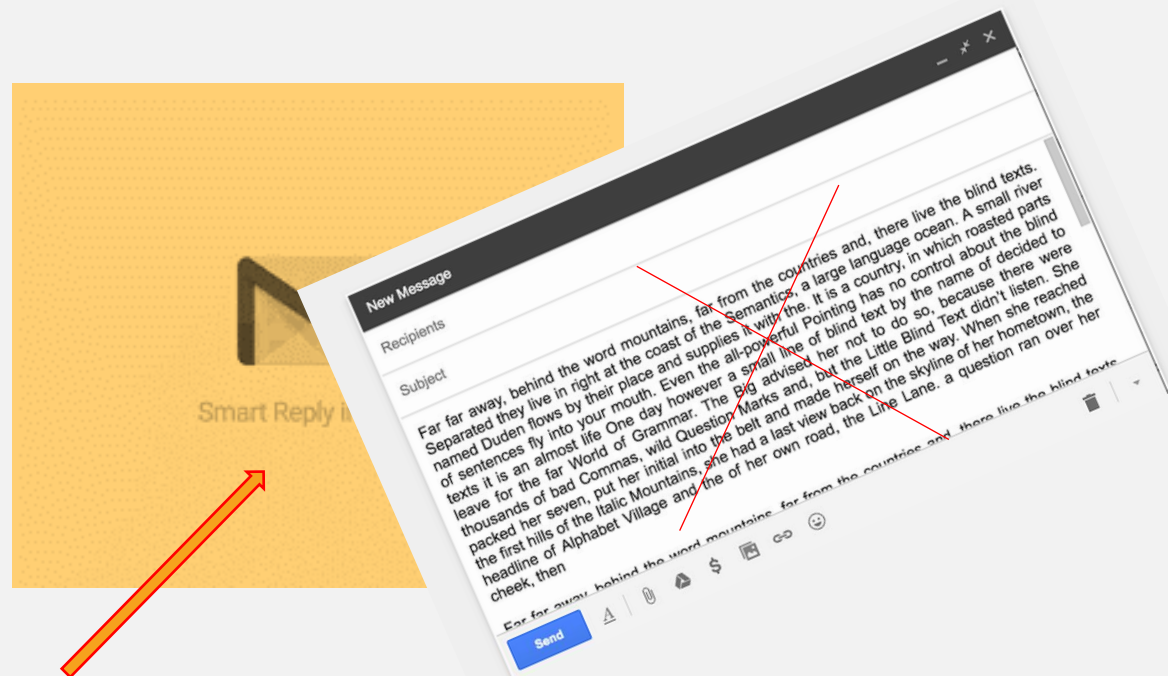 Smart Reply i
New Message
Recipients
Subject
Far far away, behind the word mountains, far from the countries and, there live the blind texts.
Separated they live in right at the coast of the Semantics, a large language ocean. A small river
named Duden flows by their place and supplies it with the. It is a country, in which roasted parts
of sentences fly into your mouth. Even the all-powerful Pointing has no control about the blind
texts it is an almost life One day however a small line of blind text by the name of decided to
leave for the far World of Grammar. The Big advised her not to do so, because there were
thousands of bad Commas, wild Question Marks and, but the Little Blind Text didn't listen. She
packed her seven, put her initial into the belt and made herself on the way. When she reached
the first hills of the Italic Mountains, she had a last view back on the skyline of her hometown, the
headline of Alphabet Village and the of her own road, the Line Lane. a question ran over her
cheek, then
Far far away, behind the word mountains, far from the countries and, there live the blind texts
Send